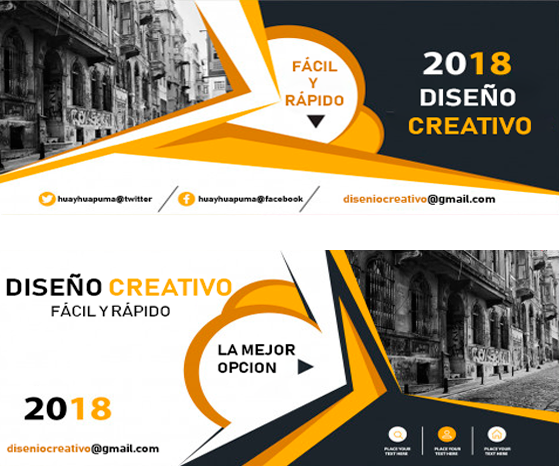 FÁCIL
Y
RÁPIDO
2018
DISEÑO
CREATIVO
huayhuapuma@twitter
huayhuapuma@facebook
diseniocreativo@gmail.com
DISEÑO CREATIVO
FÁCIL Y RÁPIDO
LA MEJOR
OPCION
2018
diseniocreativo@gmail.com
PLACE YOUR
TEXT HERE
PLACE YOUR
TEXT HERE
PLACE YOUR
TEXT HERE